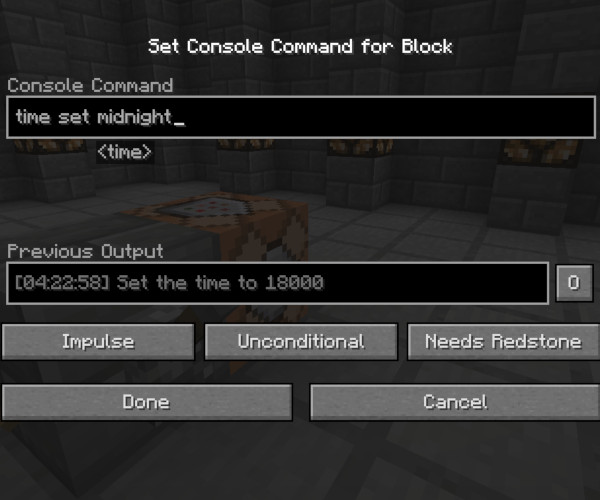 Set Console Command for Block
Console Command
time set midnight_
<time>
Previous Output
[04:22:58] Set the time to 18000
O
Impulse
Unconditional
Needs Redstone
Done
Cancel